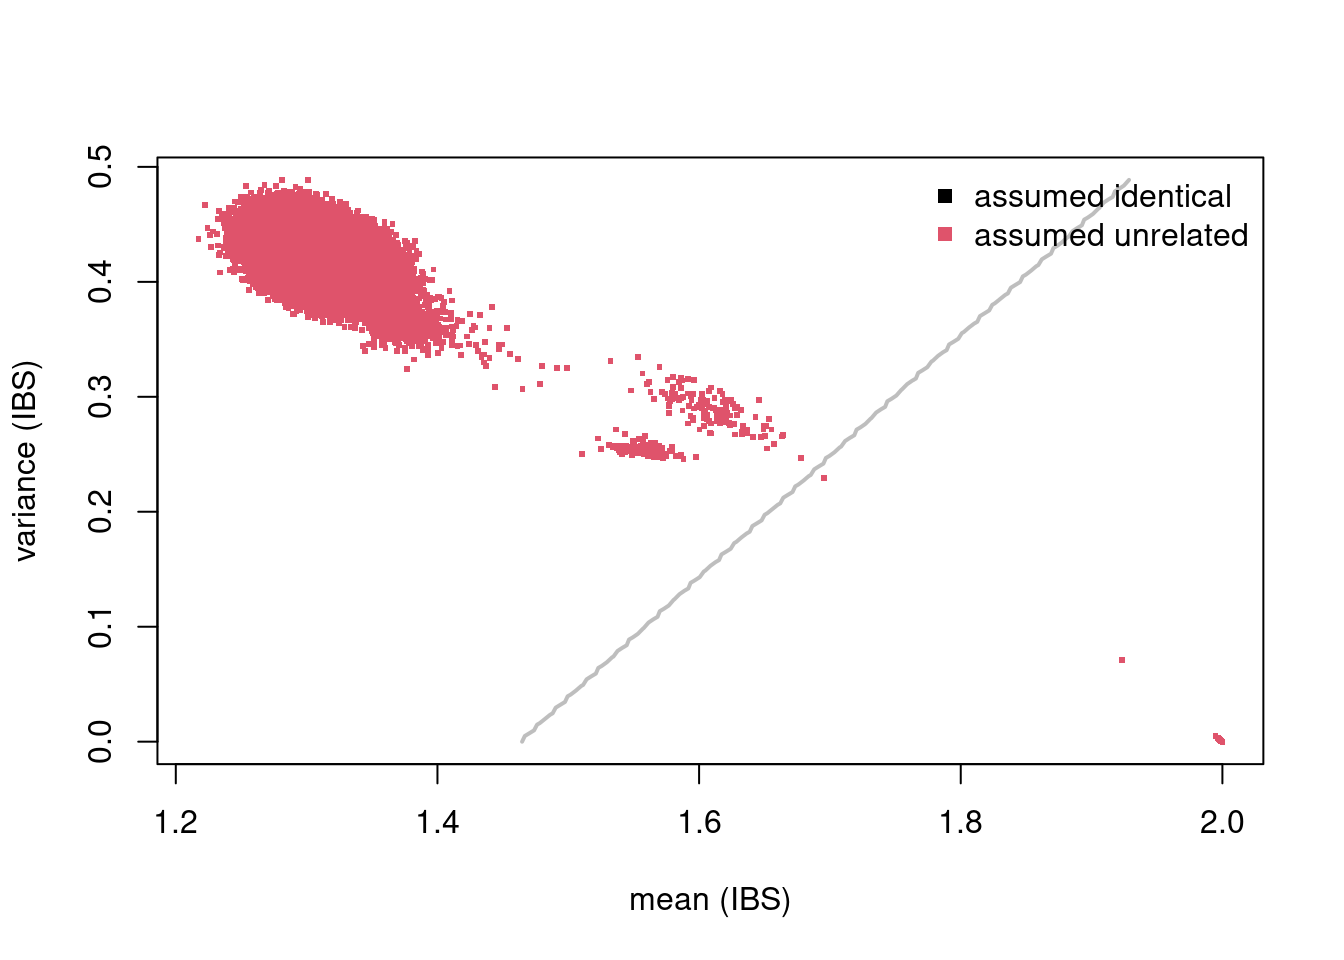 assumed identical
assumed unrelated
variance (IBS)
0.5
0.4
0.3
0.2
0.1
0.0
1.2 1.4 1.6 1.8 2.0
mean (IBS)